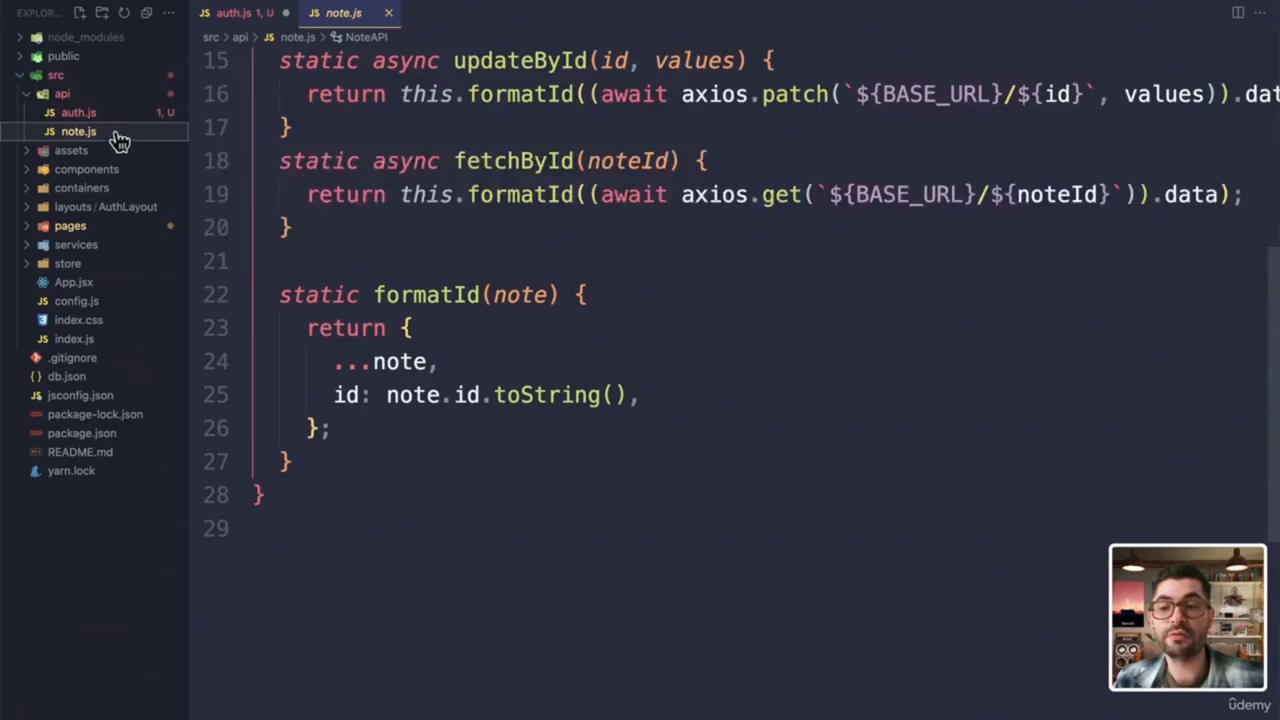 EXPLOR...
node_modules
public
src
api
auth.js 1, U
note.js
assets
components
containers
layouts / AuthLayout
pages
services
store
App.jsx
config.js
index.css
index.js
.gitignore
db.json
jsconfig.json
package-lock.json
package.json
README.md
yarn.lock
JS auth.js 1, U
JS note.js
src > api > JS note.js > NoteAPI
15 static async updateById(id, values) {
16 return this.formatId((await axios.patch(`${BASE_URL}/${id}`, values)).dat
17 }
18 static async fetchById(noteId) {
19 return this.formatId((await axios.get(`${BASE_URL}/${noteId}`)).data);
20 }
21
22 static formatId(note) {
23 return {
24 ...note,
25 id: note.id.toString(),
26 };
27 }
28 }
29
ûdemy